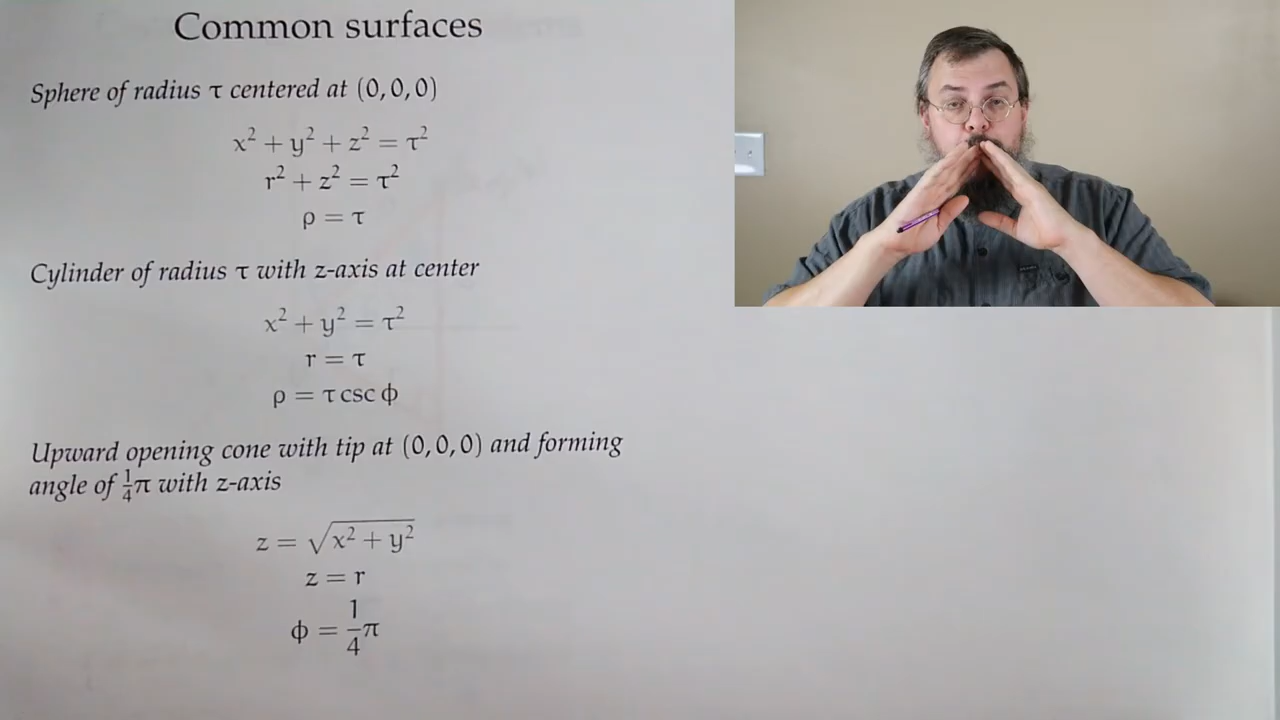 Common surfaces
Sphere of radius τ centered at (0, 0, 0)
x² + y² + z² = τ²
r² + z² = τ²
ρ = τ
Cylinder of radius τ with z-axis at center
x² + y² = τ²
r = τ
ρ = τ csc ϕ
Upward opening cone with tip at (0, 0, 0) and forming
angle of ¼π with z-axis
z = √(x² + y²)
z = r
ϕ = ¼π